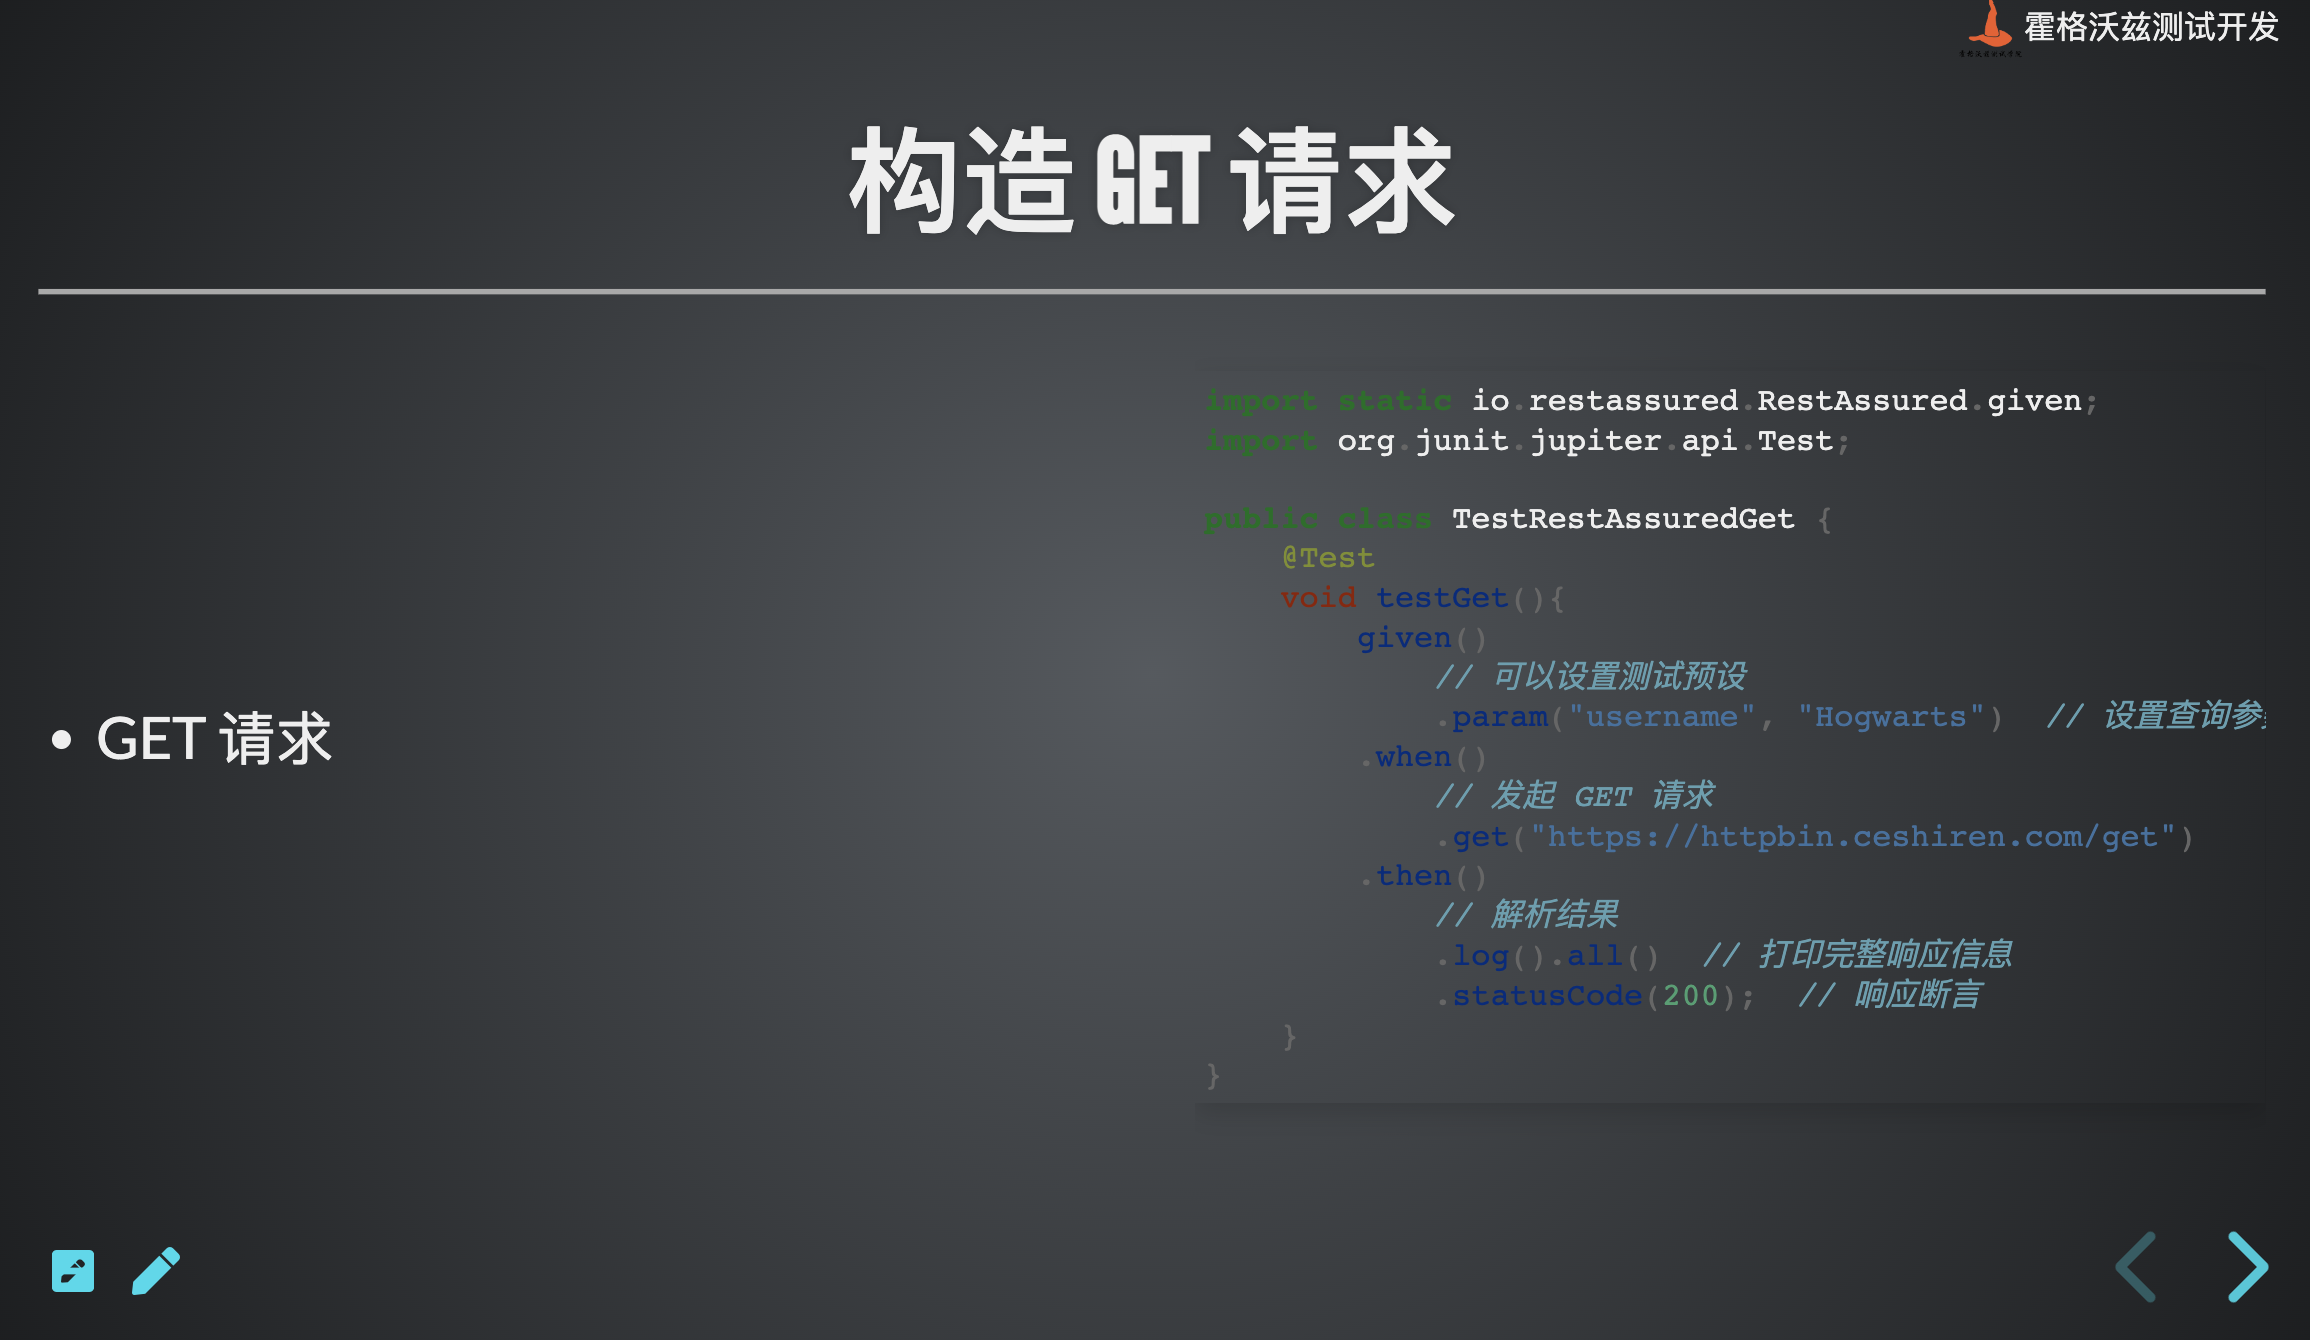 霍格沃兹测试开发
构造 GET 请求
• GET 请求
import static io.restassured.RestAssured.given;
import org.junit.jupiter.api.Test;

public class TestRestAssuredGet {
    @Test
    void testGet(){
        given()
            // 可以设置测试预设
            .param("username", "Hogwarts")  // 设置查询参
        .when()
            // 发起 GET 请求
            .get("https://httpbin.ceshiren.com/get")
        .then()
            // 解析结果
            .log().all()  // 打印完整响应信息
            .statusCode(200);  // 响应断言
    }
}